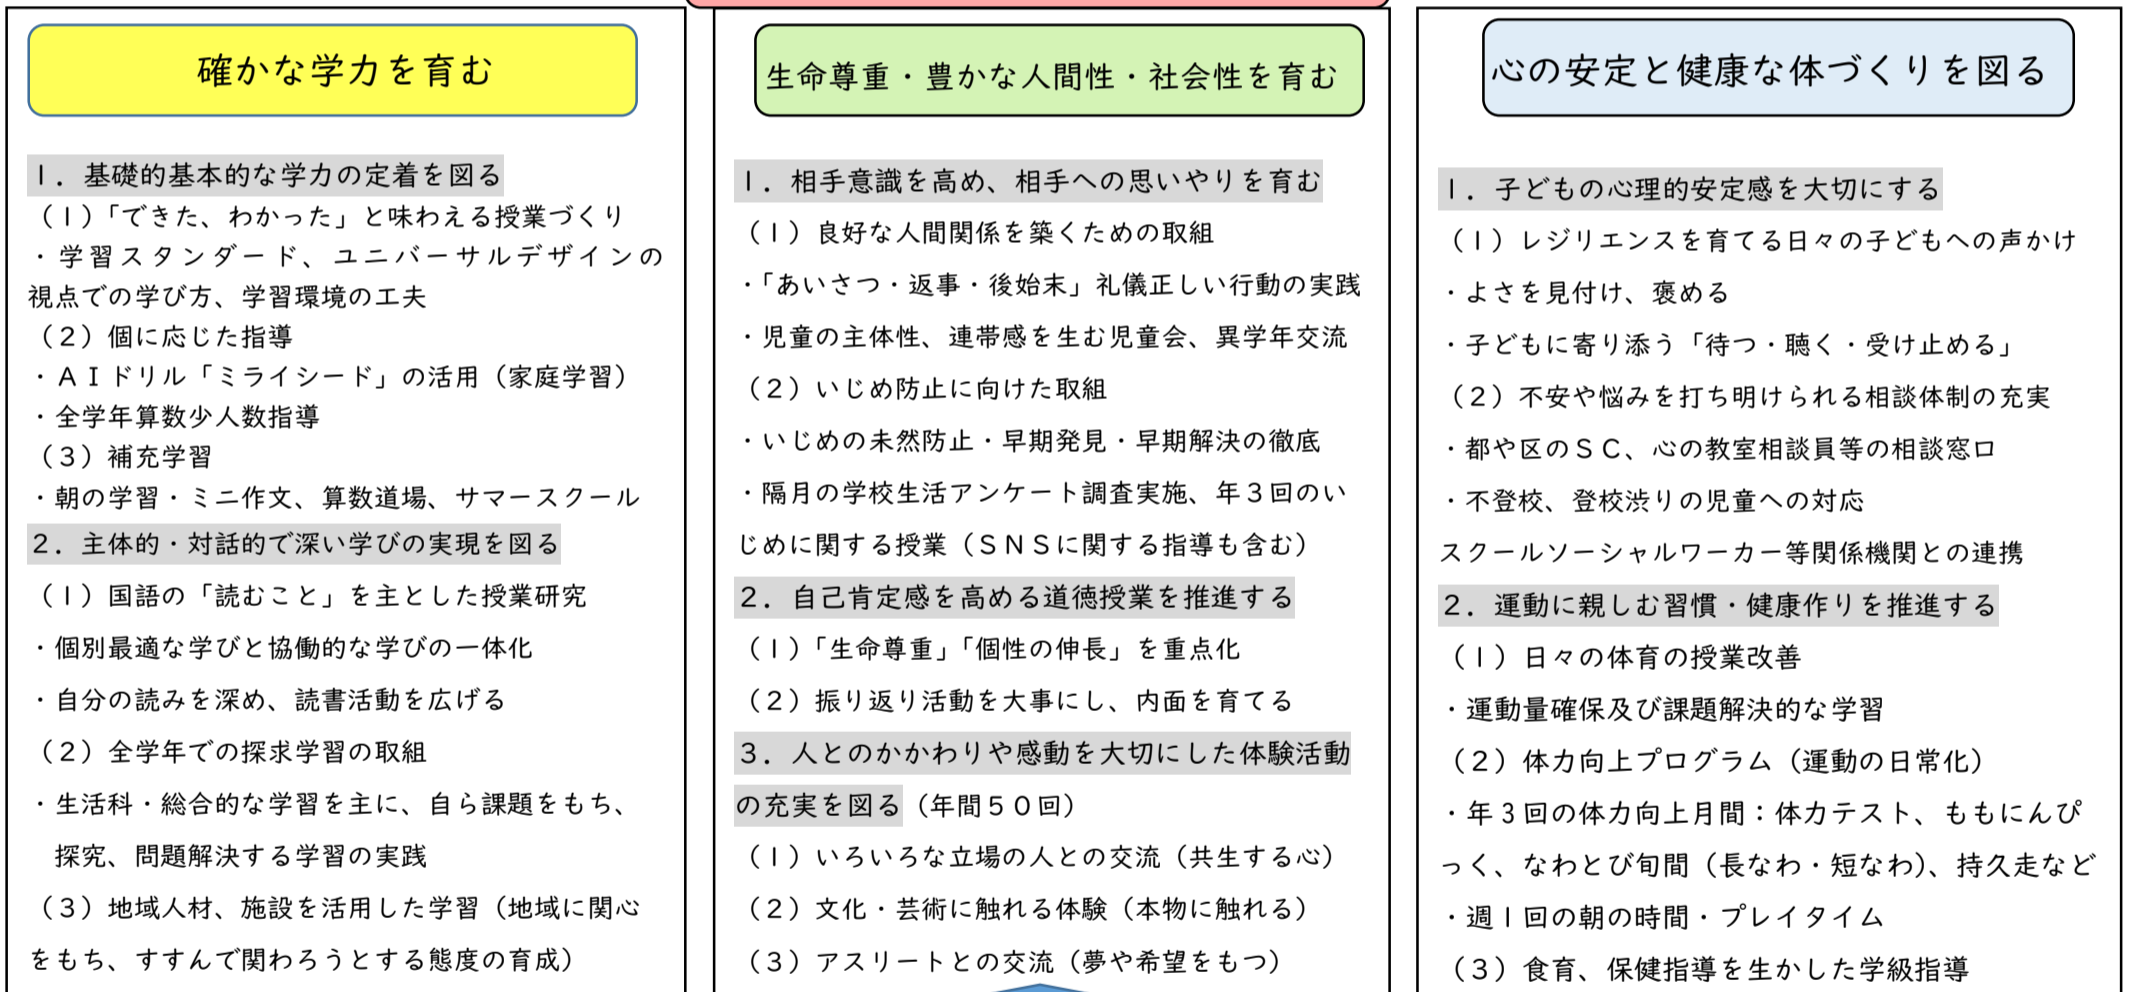 確かな学力を育む
１．基礎的基本的な学力の定着を図る
（１）「できた、わかった」と味わえる授業づくり
・学習スタンダード、ユニバーサルデザインの
視点での学び方、学習環境の工夫
（２）個に応じた指導
・ＡＩドリル「ミライシード」の活用（家庭学習）
・全学年算数少人数指導
（３）補充学習
・朝の学習・ミニ作文、算数道場、サマースクール
２．主体的・対話的で深い学びの実現を図る
（１）国語の「読むこと」を主とした授業研究
・個別最適な学びと協働的な学びの一体化
・自分の読みを深め、読書活動を広げる
（２）全学年での探求学習の取組
・生活科・総合的な学習を主に、自ら課題をもち、
探究、問題解決する学習の実践
（３）地域人材、施設を活用した学習（地域に関心
をもち、すすんで関わろうとする態度の育成）
生命尊重・豊かな人間性・社会性を育む
１．相手意識を高め、相手への思いやりを育む
（１）良好な人間関係を築くための取組
・「あいさつ・返事・後始末」礼儀正しい行動の実践
・児童の主体性、連帯感を生む児童会、異学年交流
（２）いじめ防止に向けた取組
・いじめの未然防止・早期発見・早期解決の徹底
・隔月の学校生活アンケート調査実施、年３回のい
じめに関する授業（ＳＮＳに関する指導も含む）
２．自己肯定感を高める道徳授業を推進する
（１）「生命尊重」「個性の伸長」を重点化
（２）振り返り活動を大事にし、内面を育てる
３．人とのかかわりや感動を大切にした体験活動
の充実を図る（年間５０回）
（１）いろいろな立場の人との交流（共生する心）
（２）文化・芸術に触れる体験（本物に触れる）
（３）アスリートとの交流（夢や希望をもつ）
心の安定と健康な体づくりを図る
１．子どもの心理的安定感を大切にする
（１）レジリエンスを育てる日々の子どもへの声かけ
・よさを見付け、褒める
・子どもに寄り添う「待つ・聴く・受け止める」
（２）不安や悩みを打ち明けられる相談体制の充実
・都や区のＳＣ、心の教室相談員等の相談窓口
・不登校、登校渋りの児童への対応
スクールソーシャルワーカー等関係機関との連携
２．運動に親しむ習慣・健康作りを推進する
（１）日々の体育の授業改善
・運動量確保及び課題解決的な学習
（２）体力向上プログラム（運動の日常化）
・年３回の体力向上月間：体力テスト、ももにんぴ
っく、なわとび旬間（長なわ・短なわ）、持久走など
・週１回の朝の時間・プレイタイム
（３）食育、保健指導を生かした学級指導